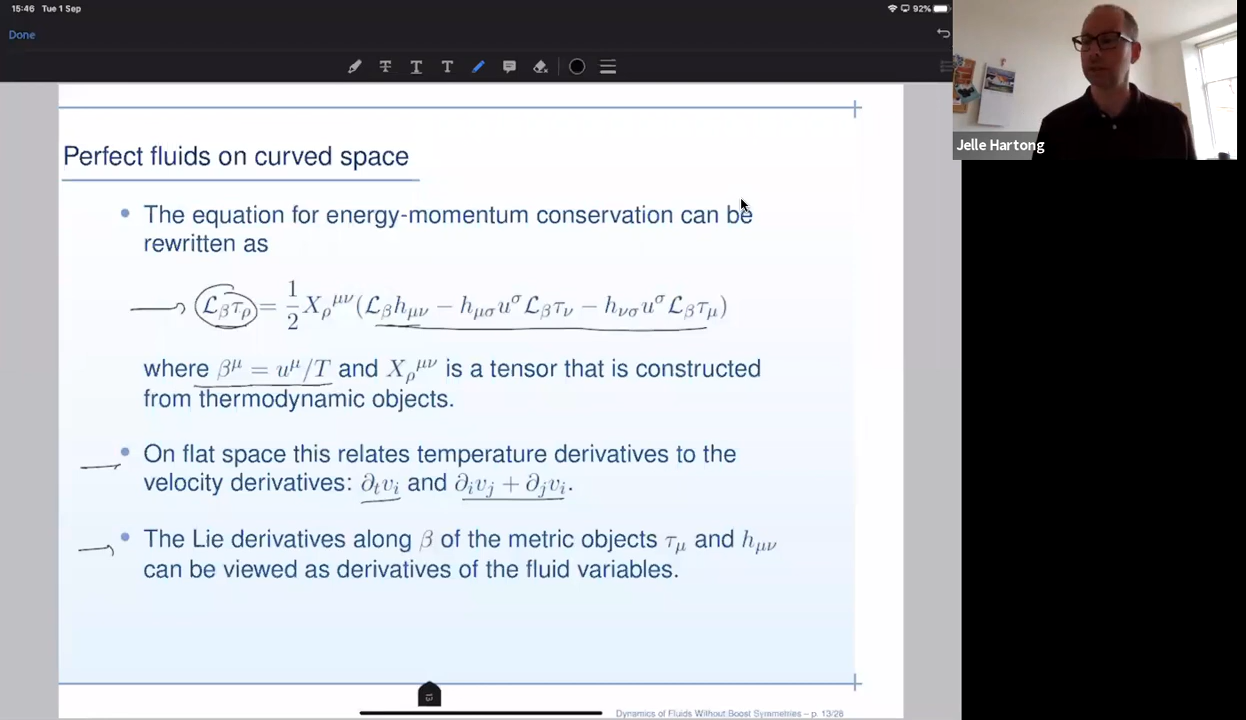 15:46 Tue 1 Sep
92%
Done
Jelle Hartong
Perfect fluids on curved space
• The equation for energy-momentum conservation can be
rewritten as
ℒ_β τ_ρ = 1/2 X_ρ^{μν}(ℒ_β h_{μν} − h_{μσ}u^σ ℒ_β τ_ν − h_{νσ}u^σ ℒ_β τ_μ)
where β^μ = u^μ/T and X_ρ^{μν} is a tensor that is constructed
from thermodynamic objects.
• On flat space this relates temperature derivatives to the
velocity derivatives: ∂_t v_i and ∂_i v_j + ∂_j v_i.
• The Lie derivatives along β of the metric objects τ_μ and h_{μν}
can be viewed as derivatives of the fluid variables.
13
Dynamics of Fluids Without Boost Symmetries – p. 13/28